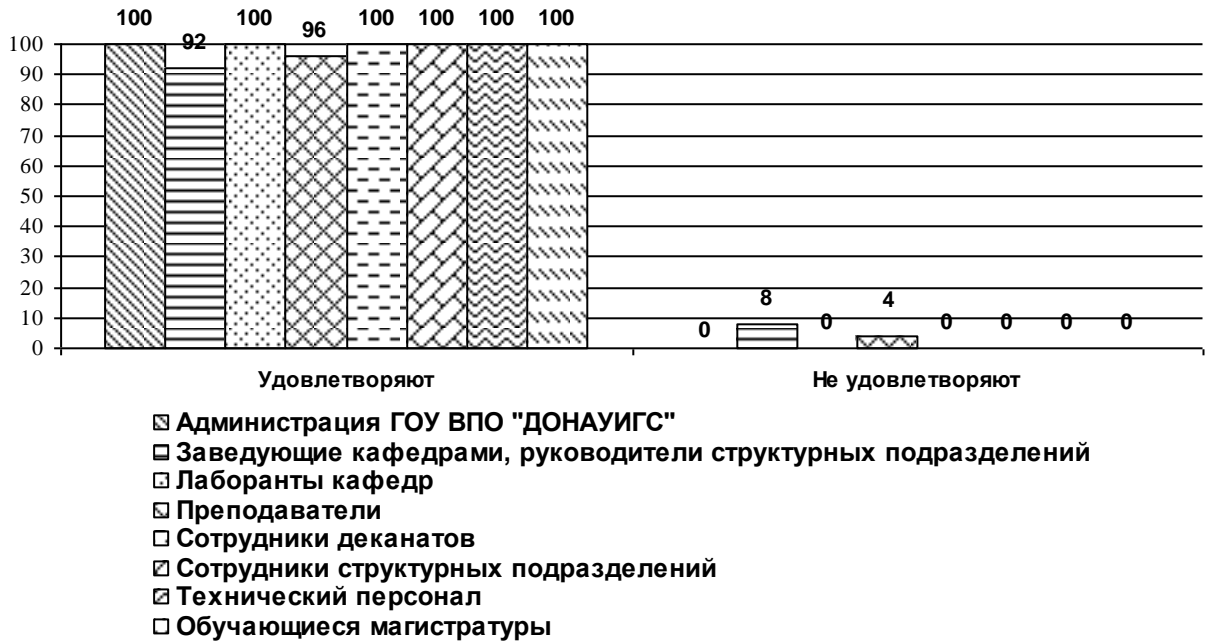 100 92 100 96 100 100 100 100
100
90
80
70
60
50
40
30
20
10
0
0 8 0 4 0 0 0 0
Удовлетворяют Не удовлетворяют
Администрация ГОУ ВПО "ДОНАУИГС"
Заведующие кафедрами, руководители структурных подразделений
Лаборанты кафедр
Преподаватели
Сотрудники деканатов
Сотрудники структурных подразделений
Технический персонал
Обучающиеся магистратуры